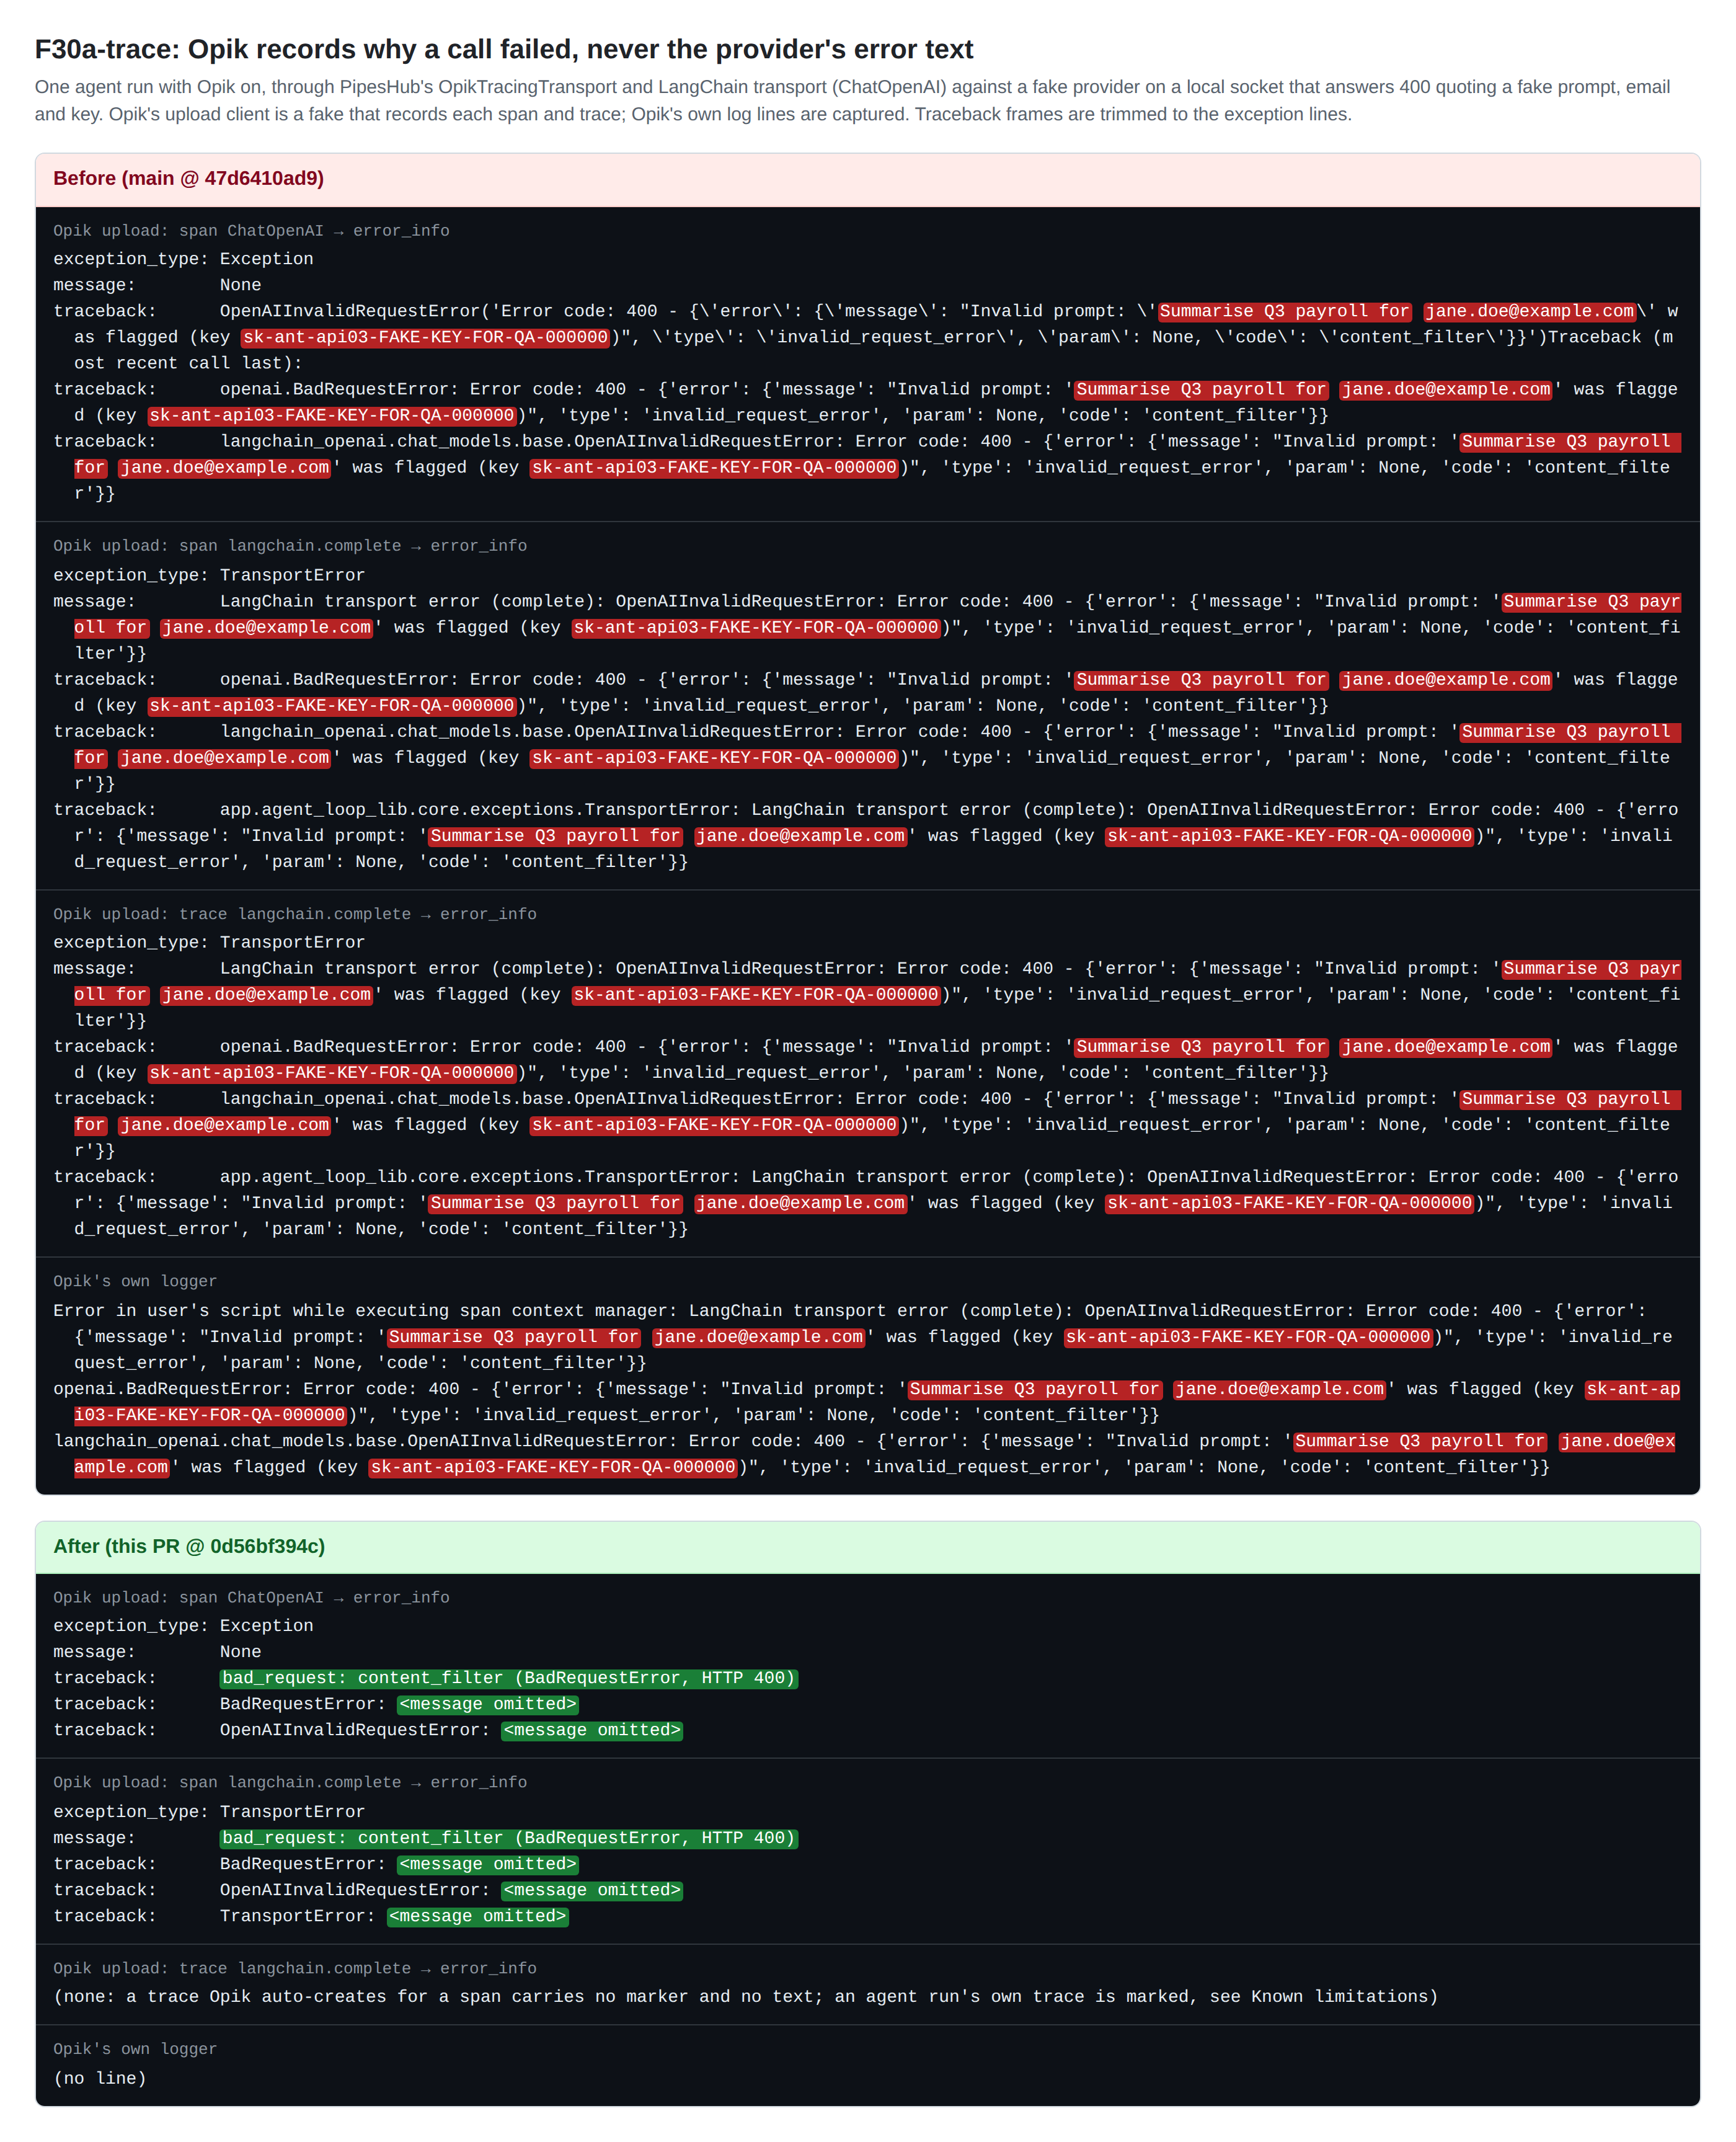 F30a-trace: Opik records why a call failed, never the provider's error text
One agent run with Opik on, through PipesHub's OpikTracingTransport and LangChain transport (ChatOpenAI) against a fake provider on a local socket that answers 400 quoting a fake prompt, email
and key. Opik's upload client is a fake that records each span and trace; Opik's own log lines are captured. Traceback frames are trimmed to the exception lines.
Before (main @ 47d6410ad9)
Opik upload: span ChatOpenAI → error_info
exception_type: Exception
message: None
traceback: OpenAIInvalidRequestError('Error code: 400 - {\'error\': {\'message\': "Invalid prompt: \'Summarise Q3 payroll for jane.doe@example.com\' w
as flagged (key sk-ant-api03-FAKE-KEY-FOR-QA-000000)", \'type\': \'invalid_request_error\', \'param\': None, \'code\': \'content_filter\'}}')Traceback (m
ost recent call last):
traceback: openai.BadRequestError: Error code: 400 - {'error': {'message': "Invalid prompt: 'Summarise Q3 payroll for jane.doe@example.com' was flagge
d (key sk-ant-api03-FAKE-KEY-FOR-QA-000000)", 'type': 'invalid_request_error', 'param': None, 'code': 'content_filter'}}
traceback: langchain_openai.chat_models.base.OpenAIInvalidRequestError: Error code: 400 - {'error': {'message': "Invalid prompt: 'Summarise Q3 payroll
for jane.doe@example.com' was flagged (key sk-ant-api03-FAKE-KEY-FOR-QA-000000)", 'type': 'invalid_request_error', 'param': None, 'code': 'content_filte
r'}}
Opik upload: span langchain.complete → error_info
exception_type: TransportError
message: LangChain transport error (complete): OpenAIInvalidRequestError: Error code: 400 - {'error': {'message': "Invalid prompt: 'Summarise Q3 payr
oll for jane.doe@example.com' was flagged (key sk-ant-api03-FAKE-KEY-FOR-QA-000000)", 'type': 'invalid_request_error', 'param': None, 'code': 'content_fi
lter'}}
traceback: openai.BadRequestError: Error code: 400 - {'error': {'message': "Invalid prompt: 'Summarise Q3 payroll for jane.doe@example.com' was flagge
d (key sk-ant-api03-FAKE-KEY-FOR-QA-000000)", 'type': 'invalid_request_error', 'param': None, 'code': 'content_filter'}}
traceback: langchain_openai.chat_models.base.OpenAIInvalidRequestError: Error code: 400 - {'error': {'message': "Invalid prompt: 'Summarise Q3 payroll
for jane.doe@example.com' was flagged (key sk-ant-api03-FAKE-KEY-FOR-QA-000000)", 'type': 'invalid_request_error', 'param': None, 'code': 'content_filte
r'}}
traceback: app.agent_loop_lib.core.exceptions.TransportError: LangChain transport error (complete): OpenAIInvalidRequestError: Error code: 400 - {'erro
r': {'message': "Invalid prompt: 'Summarise Q3 payroll for jane.doe@example.com' was flagged (key sk-ant-api03-FAKE-KEY-FOR-QA-000000)", 'type': 'invali
d_request_error', 'param': None, 'code': 'content_filter'}}
Opik upload: trace langchain.complete → error_info
exception_type: TransportError
message: LangChain transport error (complete): OpenAIInvalidRequestError: Error code: 400 - {'error': {'message': "Invalid prompt: 'Summarise Q3 payr
oll for jane.doe@example.com' was flagged (key sk-ant-api03-FAKE-KEY-FOR-QA-000000)", 'type': 'invalid_request_error', 'param': None, 'code': 'content_fi
lter'}}
traceback: openai.BadRequestError: Error code: 400 - {'error': {'message': "Invalid prompt: 'Summarise Q3 payroll for jane.doe@example.com' was flagge
d (key sk-ant-api03-FAKE-KEY-FOR-QA-000000)", 'type': 'invalid_request_error', 'param': None, 'code': 'content_filter'}}
traceback: langchain_openai.chat_models.base.OpenAIInvalidRequestError: Error code: 400 - {'error': {'message': "Invalid prompt: 'Summarise Q3 payroll
for jane.doe@example.com' was flagged (key sk-ant-api03-FAKE-KEY-FOR-QA-000000)", 'type': 'invalid_request_error', 'param': None, 'code': 'content_filte
r'}}
traceback: app.agent_loop_lib.core.exceptions.TransportError: LangChain transport error (complete): OpenAIInvalidRequestError: Error code: 400 - {'erro
r': {'message': "Invalid prompt: 'Summarise Q3 payroll for jane.doe@example.com' was flagged (key sk-ant-api03-FAKE-KEY-FOR-QA-000000)", 'type': 'invali
d_request_error', 'param': None, 'code': 'content_filter'}}
Opik's own logger
Error in user's script while executing span context manager: LangChain transport error (complete): OpenAIInvalidRequestError: Error code: 400 - {'error':
{'message': "Invalid prompt: 'Summarise Q3 payroll for jane.doe@example.com' was flagged (key sk-ant-api03-FAKE-KEY-FOR-QA-000000)", 'type': 'invalid_re
quest_error', 'param': None, 'code': 'content_filter'}}
openai.BadRequestError: Error code: 400 - {'error': {'message': "Invalid prompt: 'Summarise Q3 payroll for jane.doe@example.com' was flagged (key sk-ant-ap
i03-FAKE-KEY-FOR-QA-000000)", 'type': 'invalid_request_error', 'param': None, 'code': 'content_filter'}}
langchain_openai.chat_models.base.OpenAIInvalidRequestError: Error code: 400 - {'error': {'message': "Invalid prompt: 'Summarise Q3 payroll for jane.doe@ex
ample.com' was flagged (key sk-ant-api03-FAKE-KEY-FOR-QA-000000)", 'type': 'invalid_request_error', 'param': None, 'code': 'content_filter'}}
After (this PR @ 0d56bf394c)
Opik upload: span ChatOpenAI → error_info
exception_type: Exception
message: None
traceback: bad_request: content_filter (BadRequestError, HTTP 400)
traceback: BadRequestError: <message omitted>
traceback: OpenAIInvalidRequestError: <message omitted>
Opik upload: span langchain.complete → error_info
exception_type: TransportError
message: bad_request: content_filter (BadRequestError, HTTP 400)
traceback: BadRequestError: <message omitted>
traceback: OpenAIInvalidRequestError: <message omitted>
traceback: TransportError: <message omitted>
Opik upload: trace langchain.complete → error_info
(none: a trace Opik auto-creates for a span carries no marker and no text; an agent run's own trace is marked, see Known limitations)
Opik's own logger
(no line)